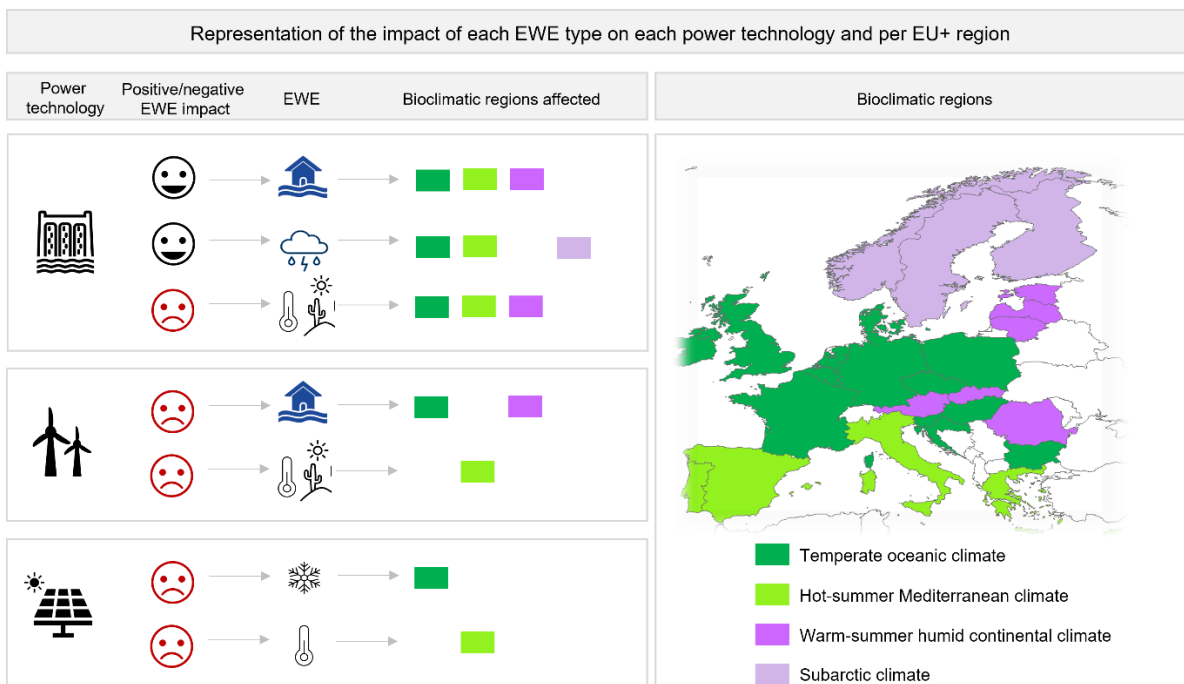 Representation of the impact of each EWE type on each power technology and per EU+ region
Power
technology
Positive/negative
EWE impact
EWE
Bioclimatic regions affected
Bioclimatic regions
Temperate oceanic climate
Hot-summer Mediterranean climate
Warm-summer humid continental climate
Subarctic climate